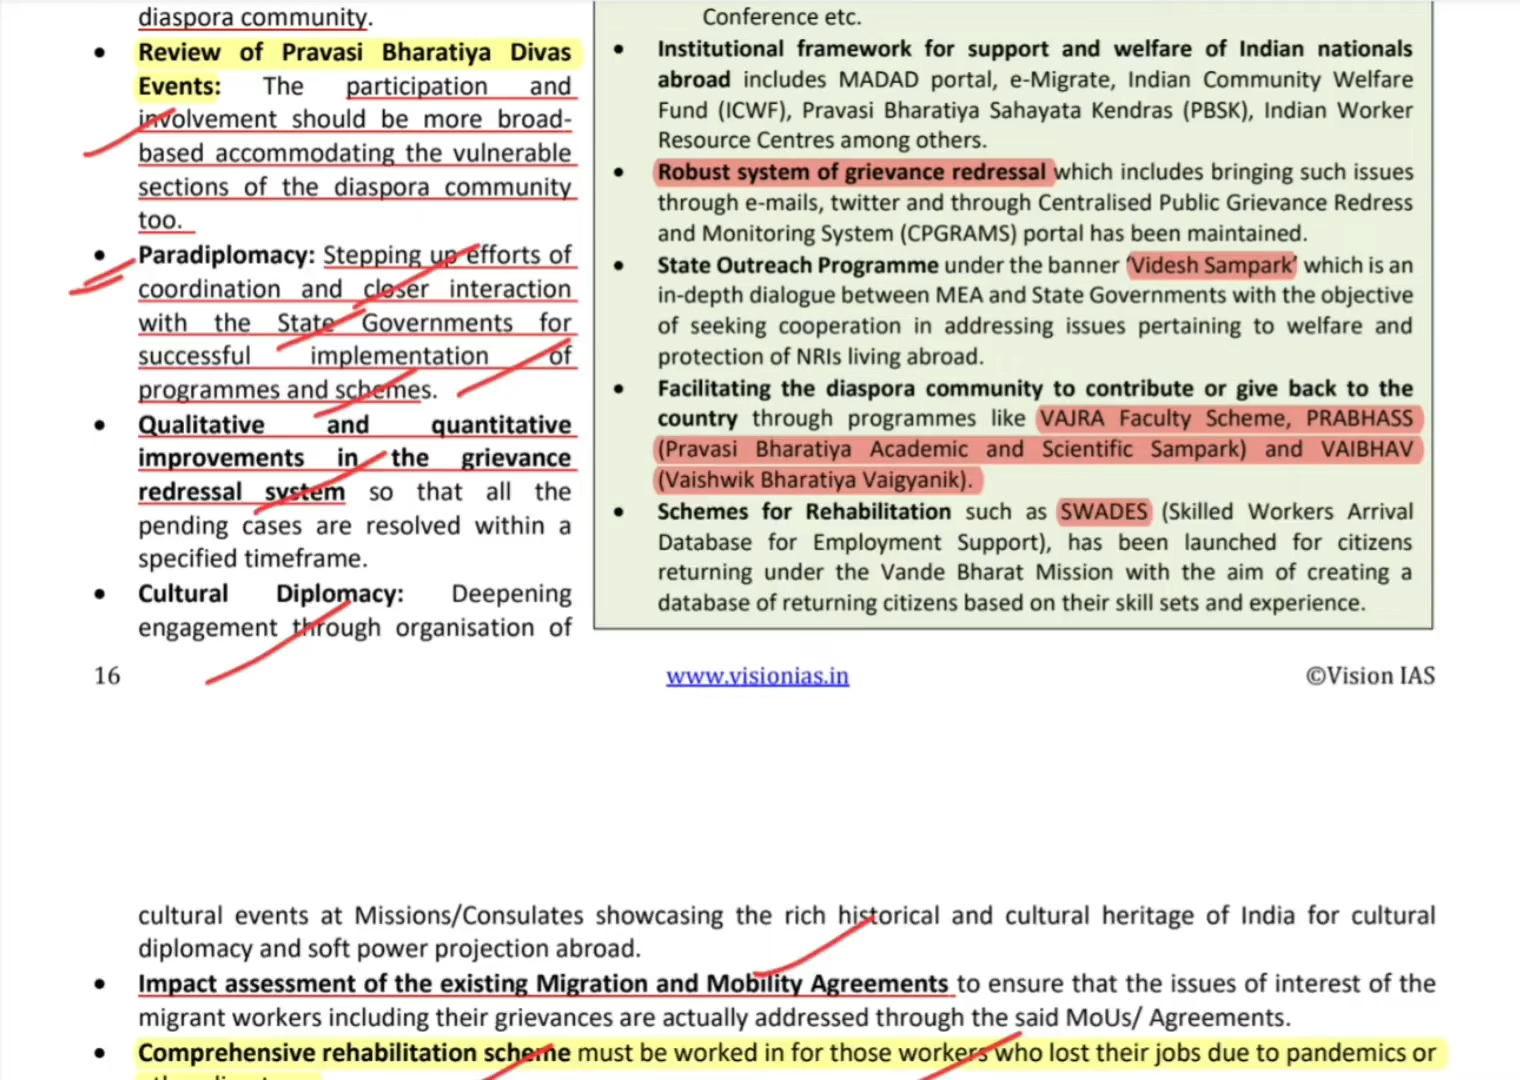 diaspora community.
• Review of Pravasi Bharatiya Divas
Events: The participation and
involvement should be more broad-
based accommodating the vulnerable
sections of the diaspora community
too.
• Paradiplomacy: Stepping up efforts of
coordination and closer interaction
with the State Governments for
successful implementation of
programmes and schemes.
• Qualitative and quantitative
improvements in the grievance
redressal system so that all the
pending cases are resolved within a
specified timeframe.
• Cultural Diplomacy: Deepening
engagement through organisation of
Conference etc.
• Institutional framework for support and welfare of Indian nationals
abroad includes MADAD portal, e-Migrate, Indian Community Welfare
Fund (ICWF), Pravasi Bharatiya Sahayata Kendras (PBSK), Indian Worker
Resource Centres among others.
• Robust system of grievance redressal which includes bringing such issues
through e-mails, twitter and through Centralised Public Grievance Redress
and Monitoring System (CPGRAMS) portal has been maintained.
• State Outreach Programme under the banner 'Videsh Sampark' which is an
in-depth dialogue between MEA and State Governments with the objective
of seeking cooperation in addressing issues pertaining to welfare and
protection of NRIs living abroad.
• Facilitating the diaspora community to contribute or give back to the
country through programmes like VAJRA Faculty Scheme, PRABHASS
(Pravasi Bharatiya Academic and Scientific Sampark) and VAIBHAV
(Vaishwik Bharatiya Vaigyanik).
• Schemes for Rehabilitation such as SWADES (Skilled Workers Arrival
Database for Employment Support), has been launched for citizens
returning under the Vande Bharat Mission with the aim of creating a
database of returning citizens based on their skill sets and experience.
16 www.visionias.in ©Vision IAS
cultural events at Missions/Consulates showcasing the rich historical and cultural heritage of India for cultural
diplomacy and soft power projection abroad.
• Impact assessment of the existing Migration and Mobility Agreements to ensure that the issues of interest of the
migrant workers including their grievances are actually addressed through the said MoUs/ Agreements.
• Comprehensive rehabilitation scheme must be worked in for those workers who lost their jobs due to pandemics or